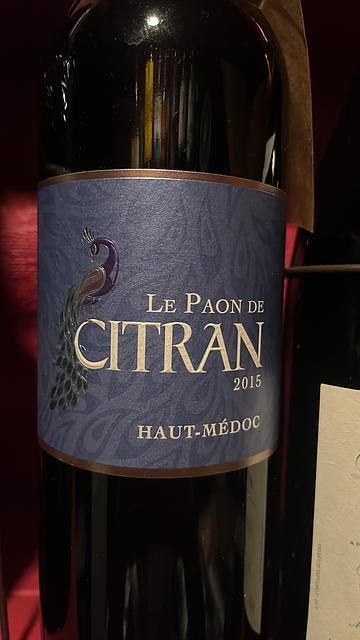 LE PAON DE
CITRAN
2015
HAUT-MÉDOC